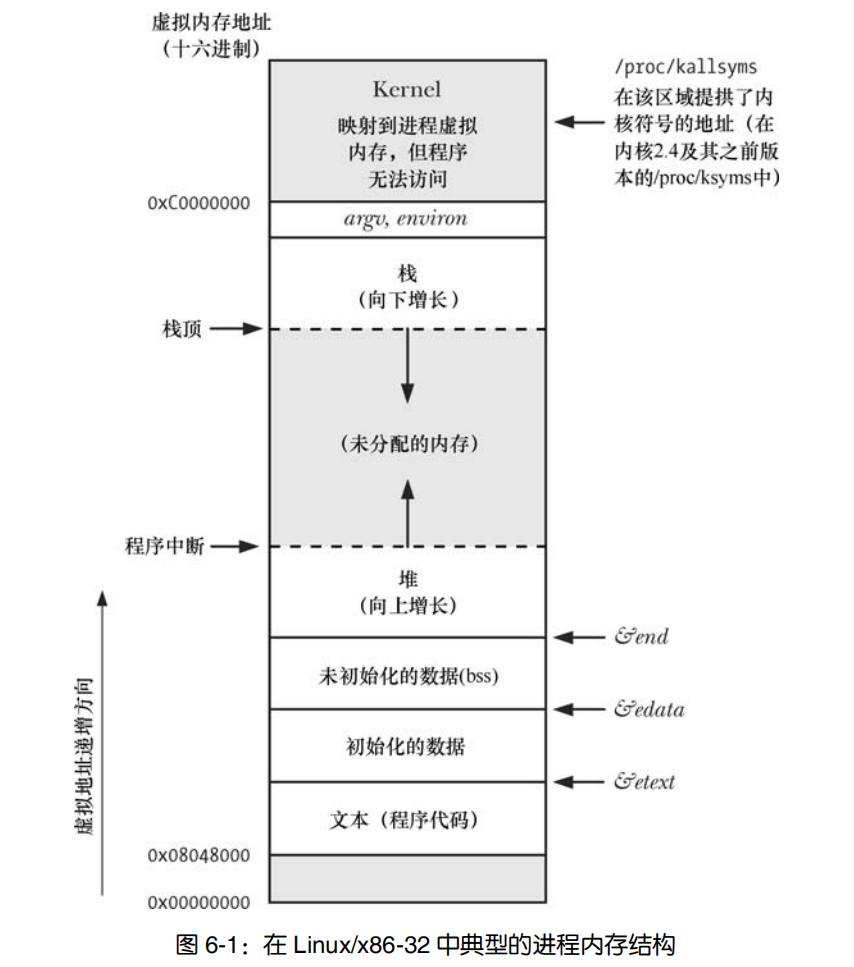 虚拟内存地址
（十六进制）
/proc/kallsyms
在该区域提拱了内
核符号的地址（在
内核2.4及其之前版
本的/proc/ksyms中）
Kernel
映射到进程虚拟
内存，但程序
无法访问
0xC0000000
argv, environ
栈
（向下增长）
栈顶
（未分配的内存）
程序中断
堆
（向上增长）
&end
未初始化的数据(bss)
&edata
初始化的数据
&etext
文本（程序代码）
0x08048000
0x00000000
虚拟地址递增方向
图 6-1：在 Linux/x86-32 中典型的进程内存结构